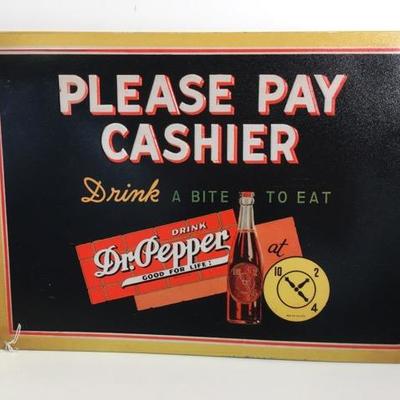 PLEASE PAY
CASHIER
Drink A BITE TO EAT
DRINK
Dr.Pepper
GOOD FOR LIFE!
at
10 2
4